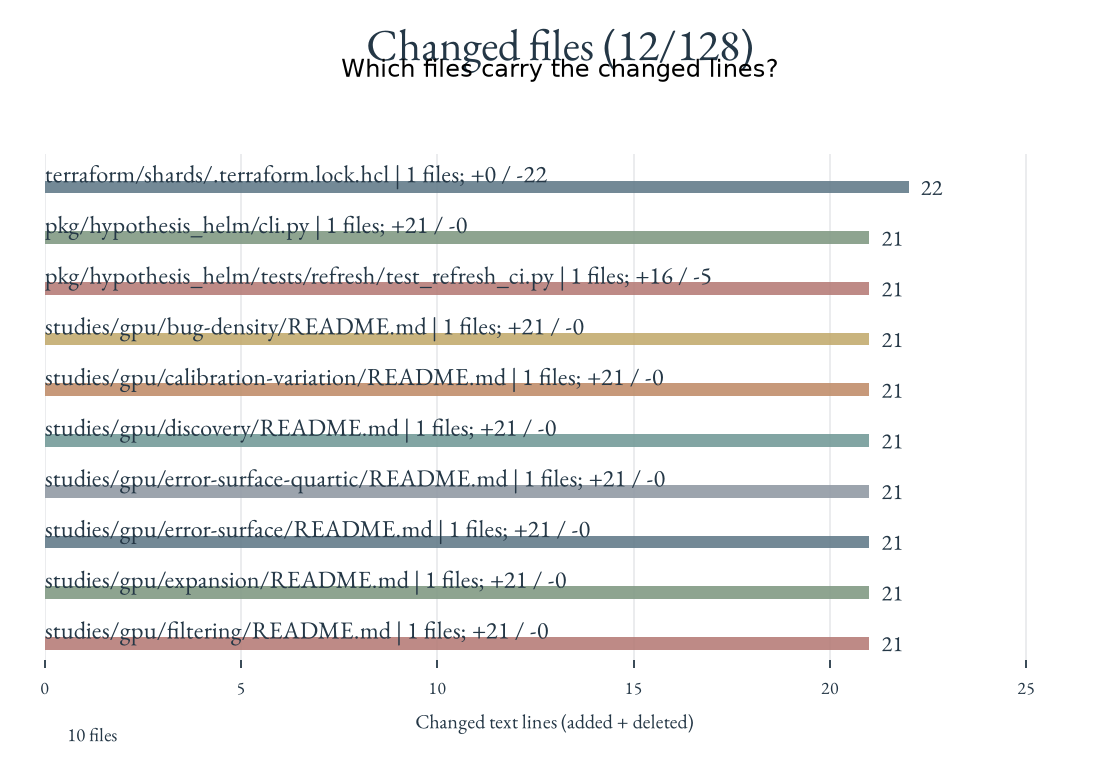 Changed files (12/128)
Which files carry the changed lines?
terraform/shards/.terraform.lock.hcl | 1 files; +0 / -22
22
pkg/hypothesis_helm/cli.py | 1 files; +21 / -0
21
pkg/hypothesis_helm/tests/refresh/test_refresh_ci.py | 1 files; +16 / -5
21
studies/gpu/bug-density/README.md | 1 files; +21 / -0
21
studies/gpu/calibration-variation/README.md | 1 files; +21 / -0
21
studies/gpu/discovery/README.md | 1 files; +21 / -0
21
studies/gpu/error-surface-quartic/README.md | 1 files; +21 / -0
21
studies/gpu/error-surface/README.md | 1 files; +21 / -0
21
studies/gpu/expansion/README.md | 1 files; +21 / -0
21
studies/gpu/filtering/README.md | 1 files; +21 / -0
21
0 5 10 15 20 25
Changed text lines (added + deleted)
10 files